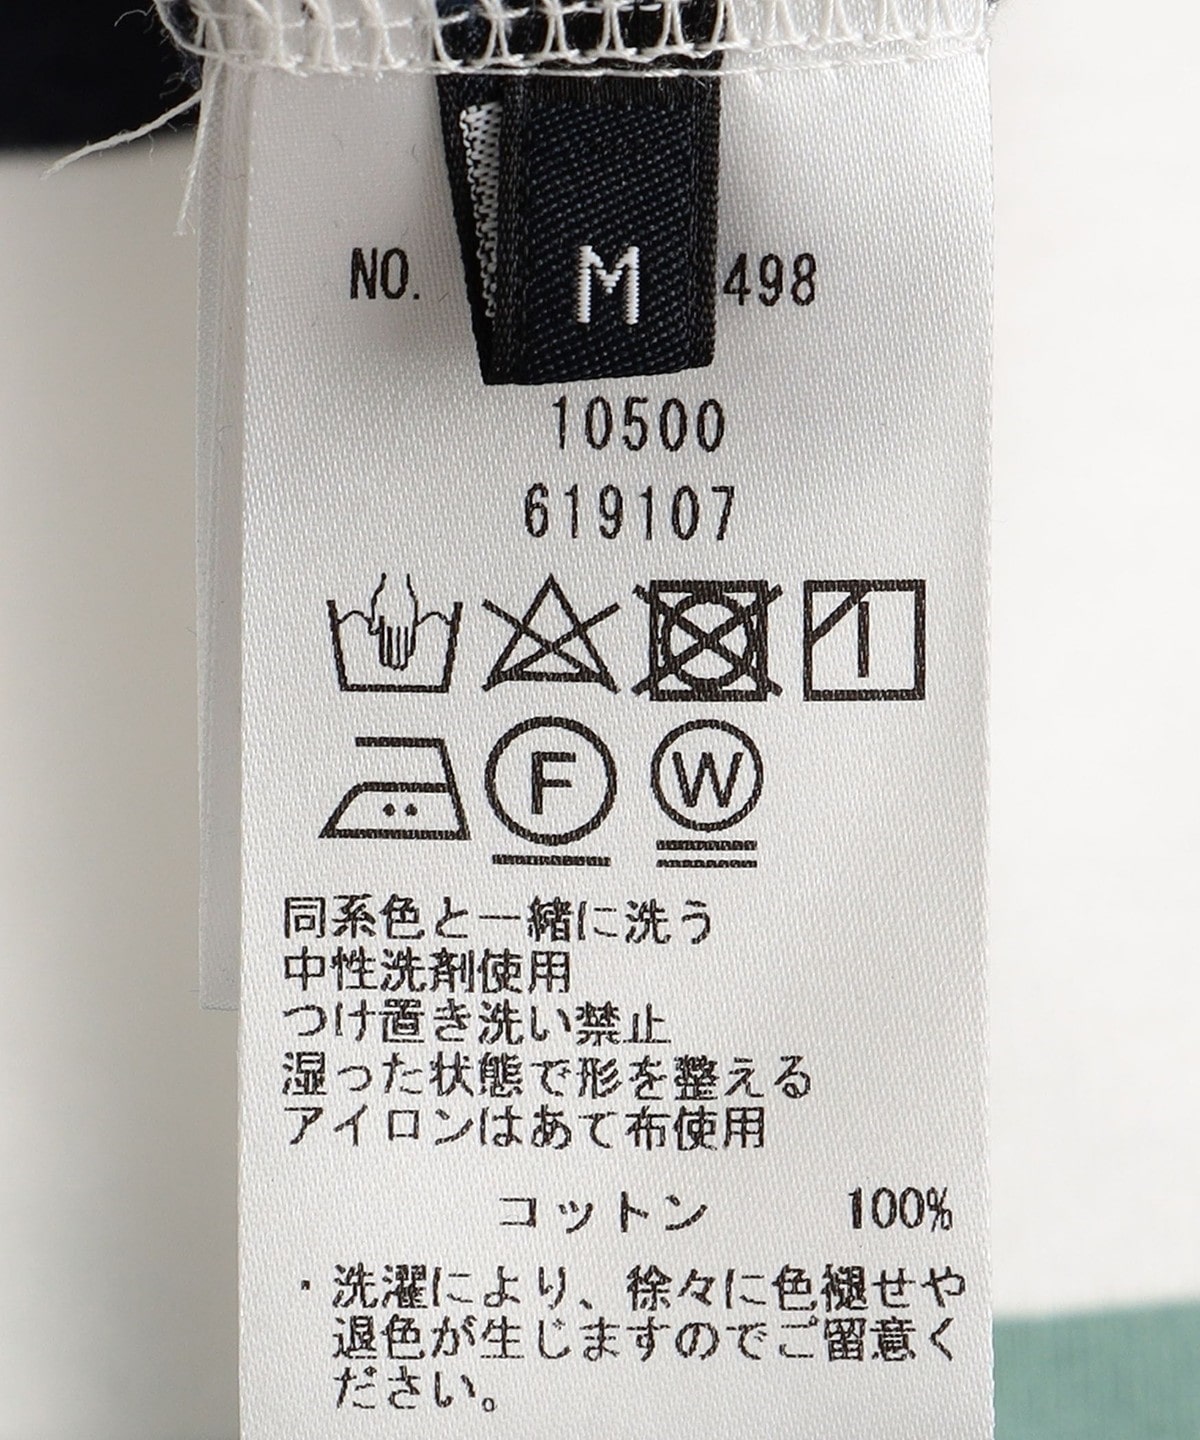 M
NO. 498
10500
619107
F
W
同系色と一緒に洗う
中性洗剤使用
つけ置き洗い禁止
湿った状態で形を整える
アイロンはあて布使用
コットン 100%
・洗濯により、徐々に色褪せや
退色が生じますのでご留意く
ださい。